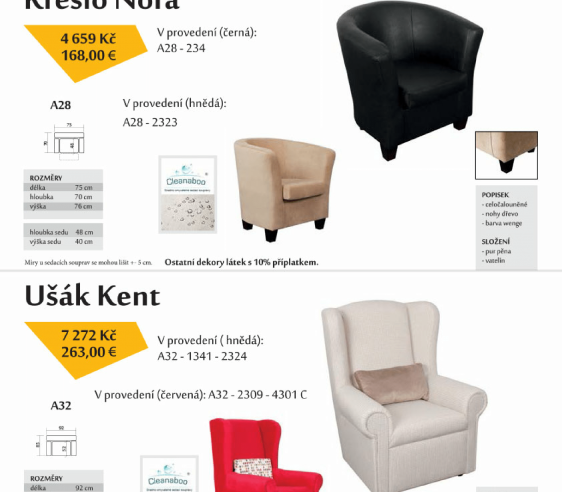 Křeslo Nora
4 659 Kč
168,00 €
V provedení (černá):
A28 - 234
A28
V provedení (hnědá):
A28 - 2323
75
ROZMĚRY
délka 75 cm
hloubka 70 cm
výška 76 cm
hloubka sedu 48 cm
výška sedu 40 cm
Cleanaboo
POPISEK
- celočalouněné
- nohy dřevo
- barva wenge
SLOŽENÍ
- pur pěna
- vatelín
Míry u sedacích souprav se mohou lišit +- 5 cm.
Ostatní dekory látek s 10% příplatkem.
Ušák Kent
7 272 Kč
263,00 €
V provedení ( hnědá):
A32 - 1341 - 2324
V provedení (červená): A32 - 2309 - 4301 C
A32
92
ROZMĚRY
délka 92 cm
Cleanaboo